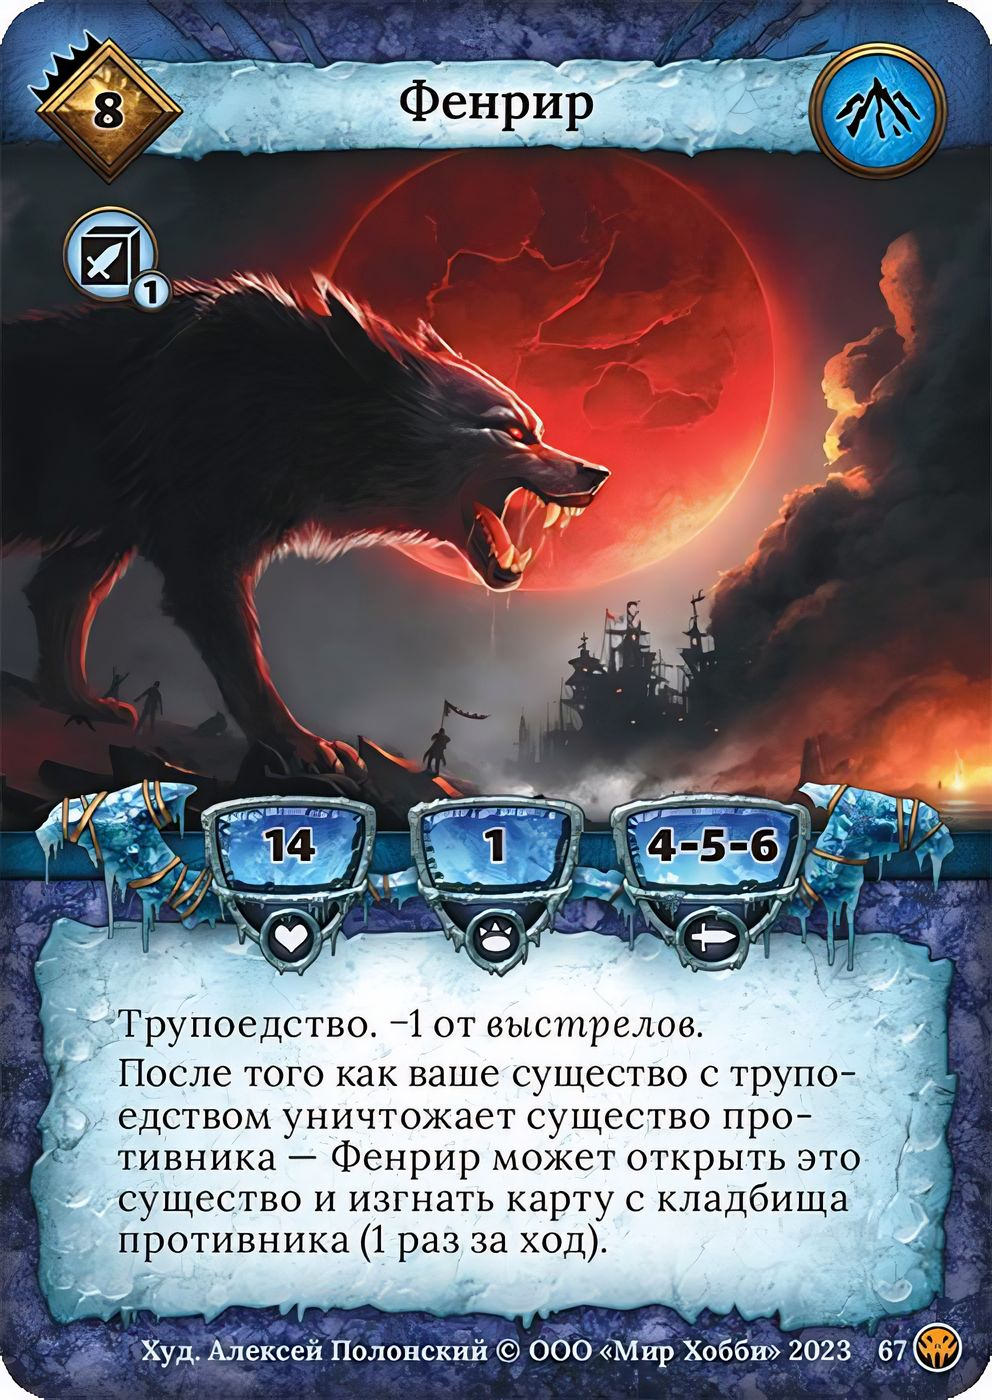 8
Фенрир
1
14
1
4-5-6
Трупоедство. −1 от выстрелов.
После того как ваше существо с трупо-
едством уничтожает существо про-
тивника — Фенрир может открыть это
существо и изгнать карту с кладбища
противника (1 раз за ход).
Худ. Алексей Полонский © ООО «Мир Хобби» 2023 67